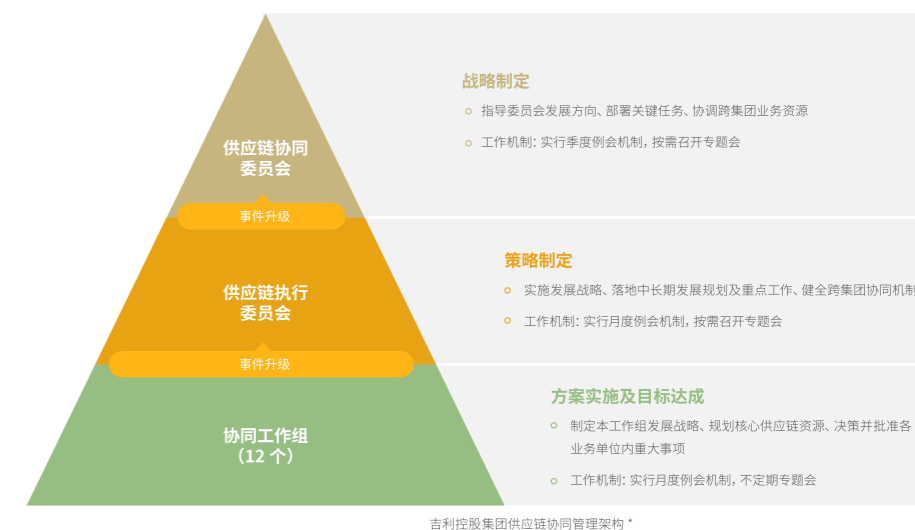 战略制定
指导委员会发展方向、部署关键任务、协调跨集团业务资源
工作机制：实行季度例会机制，按需召开专题会
供应链协同
委员会
事件升级
策略制定
实施发展战略、落地中长期发展规划及重点工作、健全跨集团协同机制
工作机制：实行月度例会机制，按需召开专题会
供应链执行
委员会
事件升级
方案实施及目标达成
制定本工作组发展战略、规划核心供应链资源、决策并批准各
业务单位内重大事项
工作机制：实行月度例会机制，不定期专题会
协同工作组
（12 个）
吉利控股集团供应链协同管理架构 *